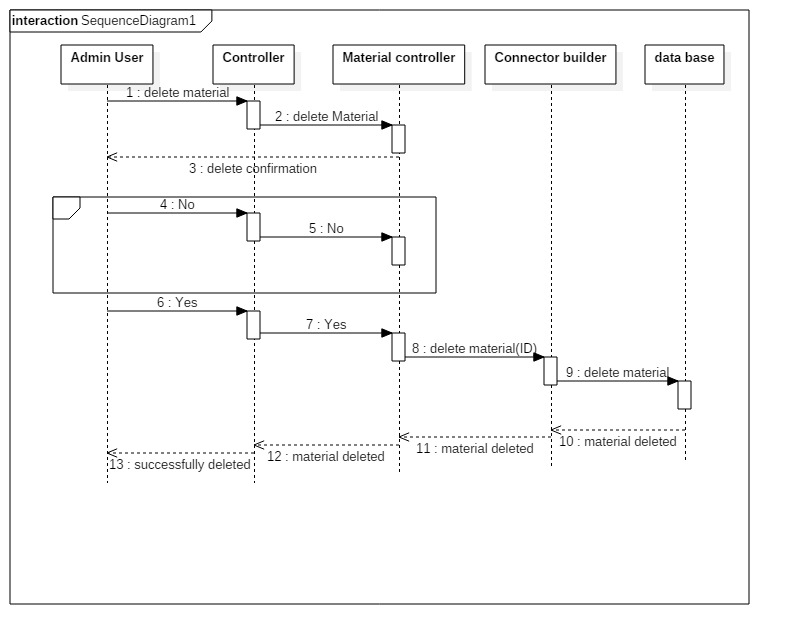 interaction SequenceDiagram1
Admin User
Controller
Material controller
Connector builder
data base
1 : delete material
2 : delete Material
3 : delete confirmation
4 : No
5 : No
6 : Yes
7 : Yes
8 : delete material(ID)
9 : delete material
10 : material deleted
11 : material deleted
12 : material deleted
13 : successfully deleted